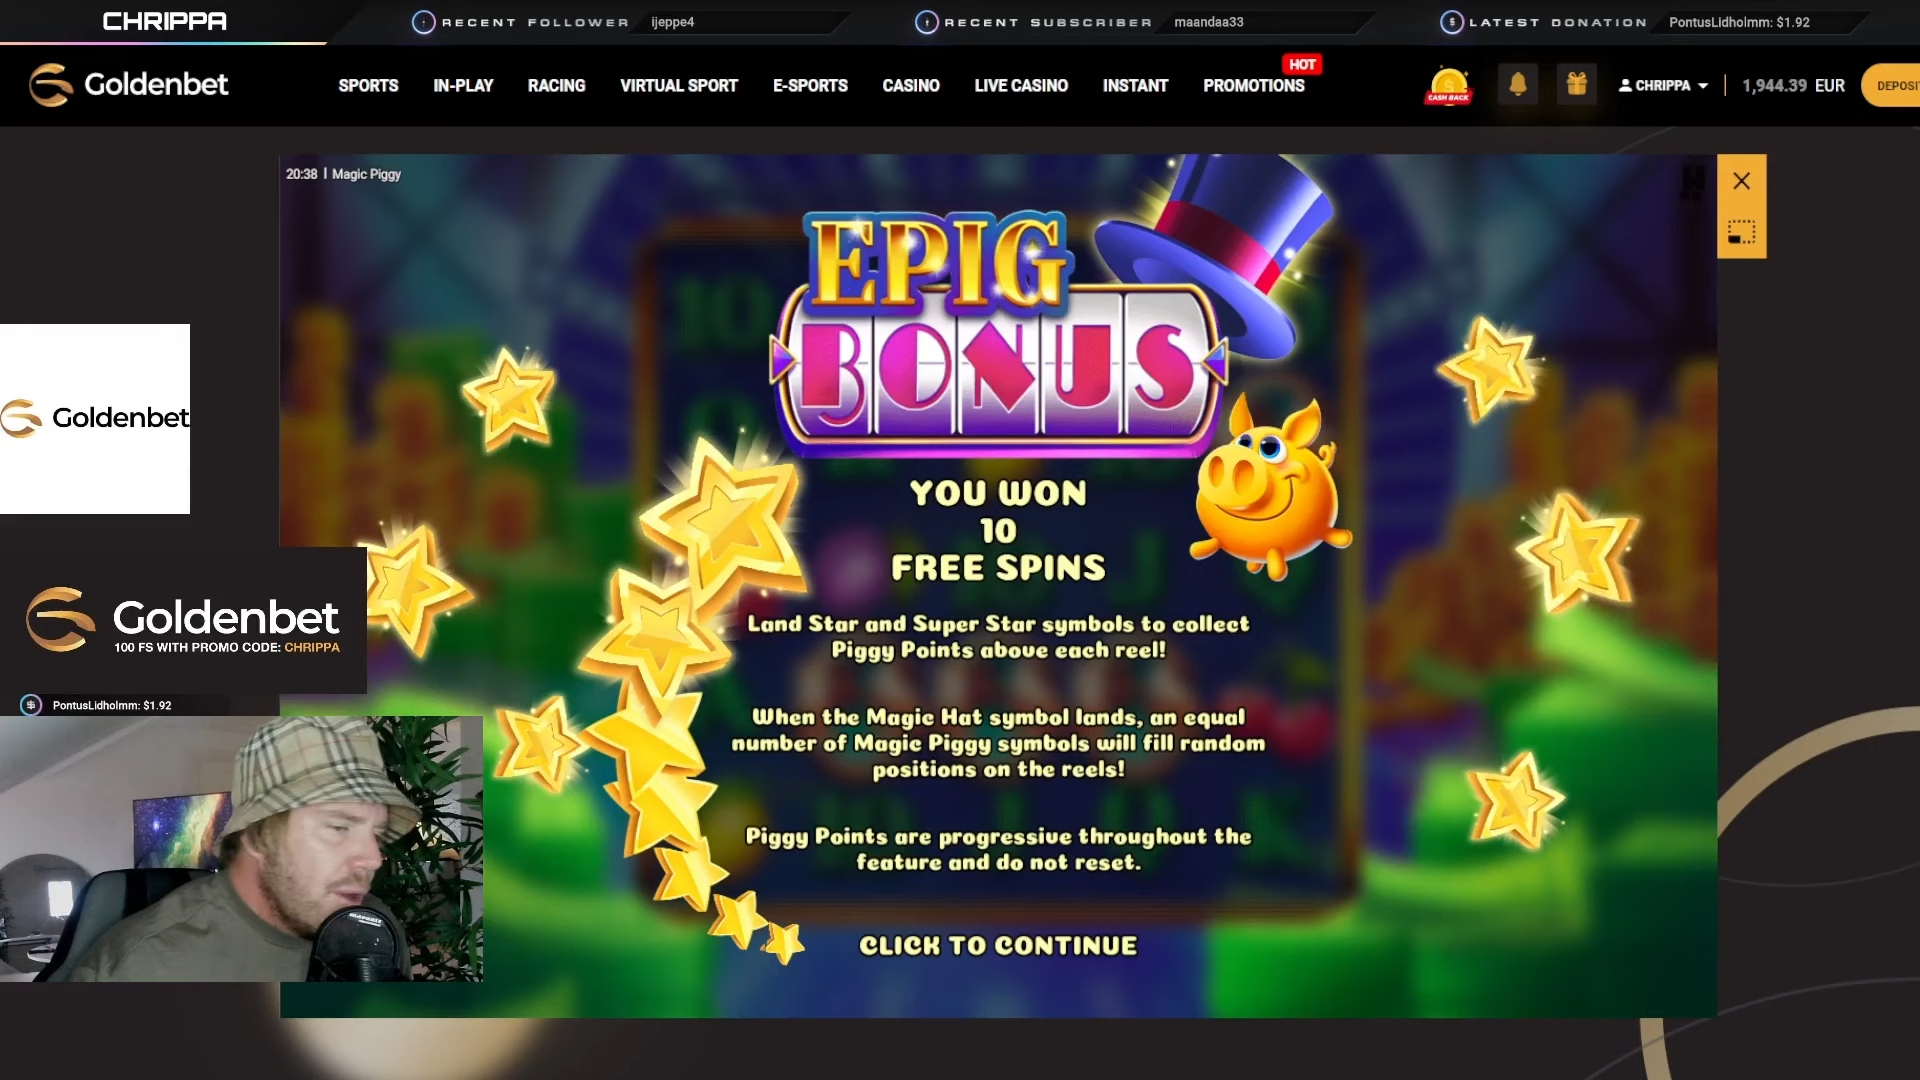 CHRIPPA
RECENT FOLLOWER ijeppe4
RECENT SUBSCRIBER maandaa33
LATEST DONATION PontusLidholmm: $1.92
Goldenbet
SPORTS IN-PLAY RACING VIRTUAL SPORT E-SPORTS CASINO LIVE CASINO INSTANT PROMOTIONS
HOT
CASH BACK
CHRIPPA
1,944.39 EUR
DEPOSI
20:38 | Magic Piggy
EPIG
BONUS
YOU WON
10
FREE SPINS
Land Star and Super Star symbols to collect
Piggy Points above each reel!
When the Magic Hat symbol lands, an equal
number of Magic Piggy symbols will fill random
positions on the reels!
Piggy Points are progressive throughout the
feature and do not reset.
CLICK TO CONTINUE
Goldenbet
Goldenbet
100 FS WITH PROMO CODE: CHRIPPA
PontusLidholmm: $1.92
marantz